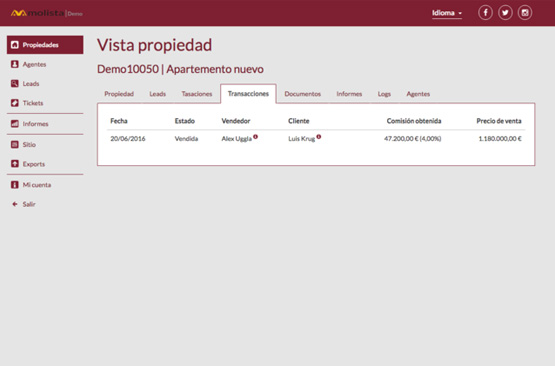 molista | Demo
Idioma
Propiedades
Agentes
Leads
Tickets
Informes
Sitio
Exports
Mi cuenta
Salir
Vista propiedad
Demo10050 | Apartemento nuevo
Propiedad Leads Tasaciones Transacciones Documentos Informes Logs Agentes
Fecha Estado Vendedor Cliente Comisión obtenida Precio de venta
20/06/2016 Vendida Alex Uggla Luis Krug 47.200,00 € (4,00%) 1.180.000,00 €